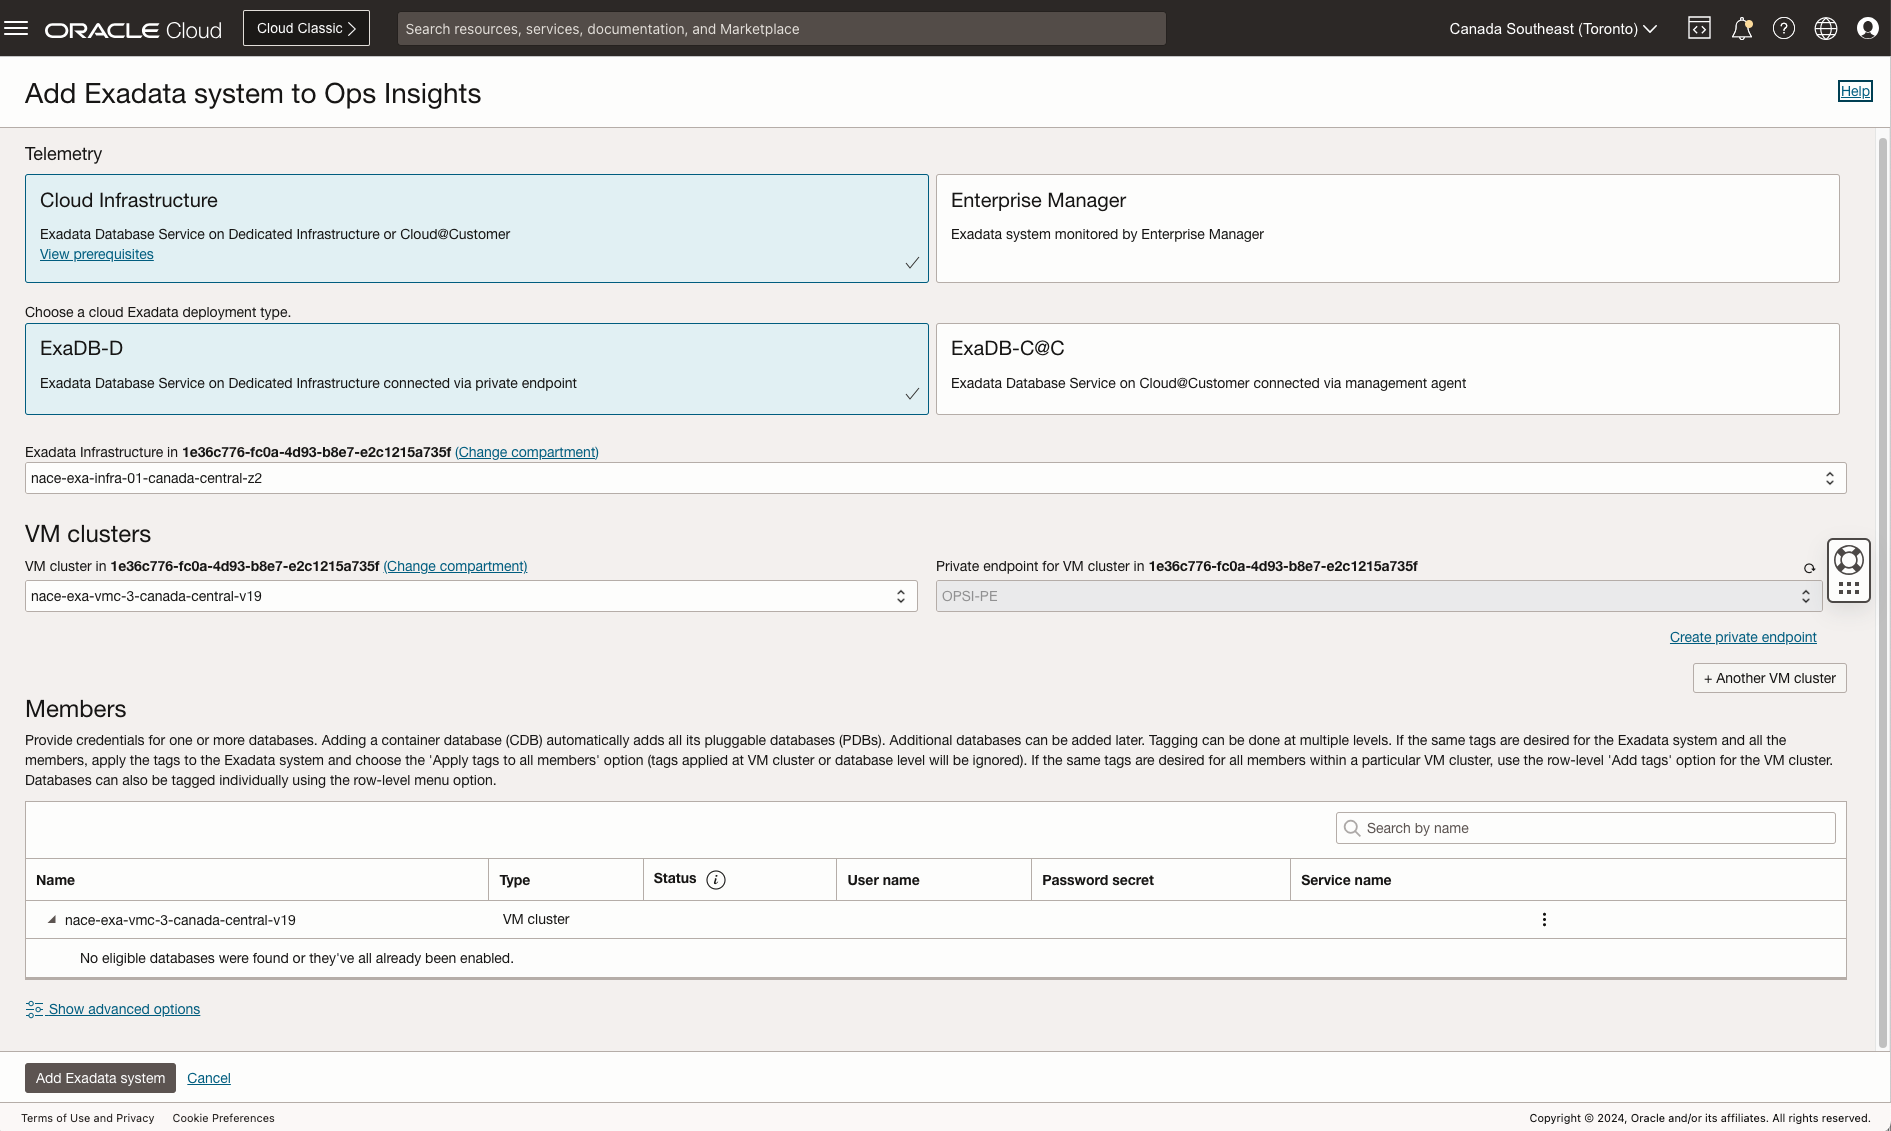 ORACLE Cloud
Cloud Classic
Search resources, services, documentation, and Marketplace
Canada Southeast (Toronto)
Add Exadata system to Ops Insights
Help
Telemetry
Cloud Infrastructure
Exadata Database Service on Dedicated Infrastructure or Cloud@Customer
View prerequisites
Enterprise Manager
Exadata system monitored by Enterprise Manager
Choose a cloud Exadata deployment type.
ExaDB-D
Exadata Database Service on Dedicated Infrastructure connected via private endpoint
ExaDB-C@C
Exadata Database Service on Cloud@Customer connected via management agent
Exadata Infrastructure in 1e36c776-fc0a-4d93-b8e7-e2c1215a735f (Change compartment)
nace-exa-infra-01-canada-central-z2
VM clusters
VM cluster in 1e36c776-fc0a-4d93-b8e7-e2c1215a735f (Change compartment)
nace-exa-vmc-3-canada-central-v19
Private endpoint for VM cluster in 1e36c776-fc0a-4d93-b8e7-e2c1215a735f
OPSI-PE
Create private endpoint
+ Another VM cluster
Members
Provide credentials for one or more databases. Adding a container database (CDB) automatically adds all its pluggable databases (PDBs). Additional databases can be added later. Tagging can be done at multiple levels. If the same tags are desired for the Exadata system and all the
members, apply the tags to the Exadata system and choose the 'Apply tags to all members' option (tags applied at VM cluster or database level will be ignored). If the same tags are desired for all members within a particular VM cluster, use the row-level 'Add tags' option for the VM cluster.
Databases can also be tagged individually using the row-level menu option.
Search by name
Name Type Status User name Password secret Service name
nace-exa-vmc-3-canada-central-v19 VM cluster
No eligible databases were found or they've all already been enabled.
Show advanced options
Add Exadata system Cancel
Terms of Use and Privacy Cookie Preferences
Copyright © 2024, Oracle and/or its affiliates. All rights reserved.